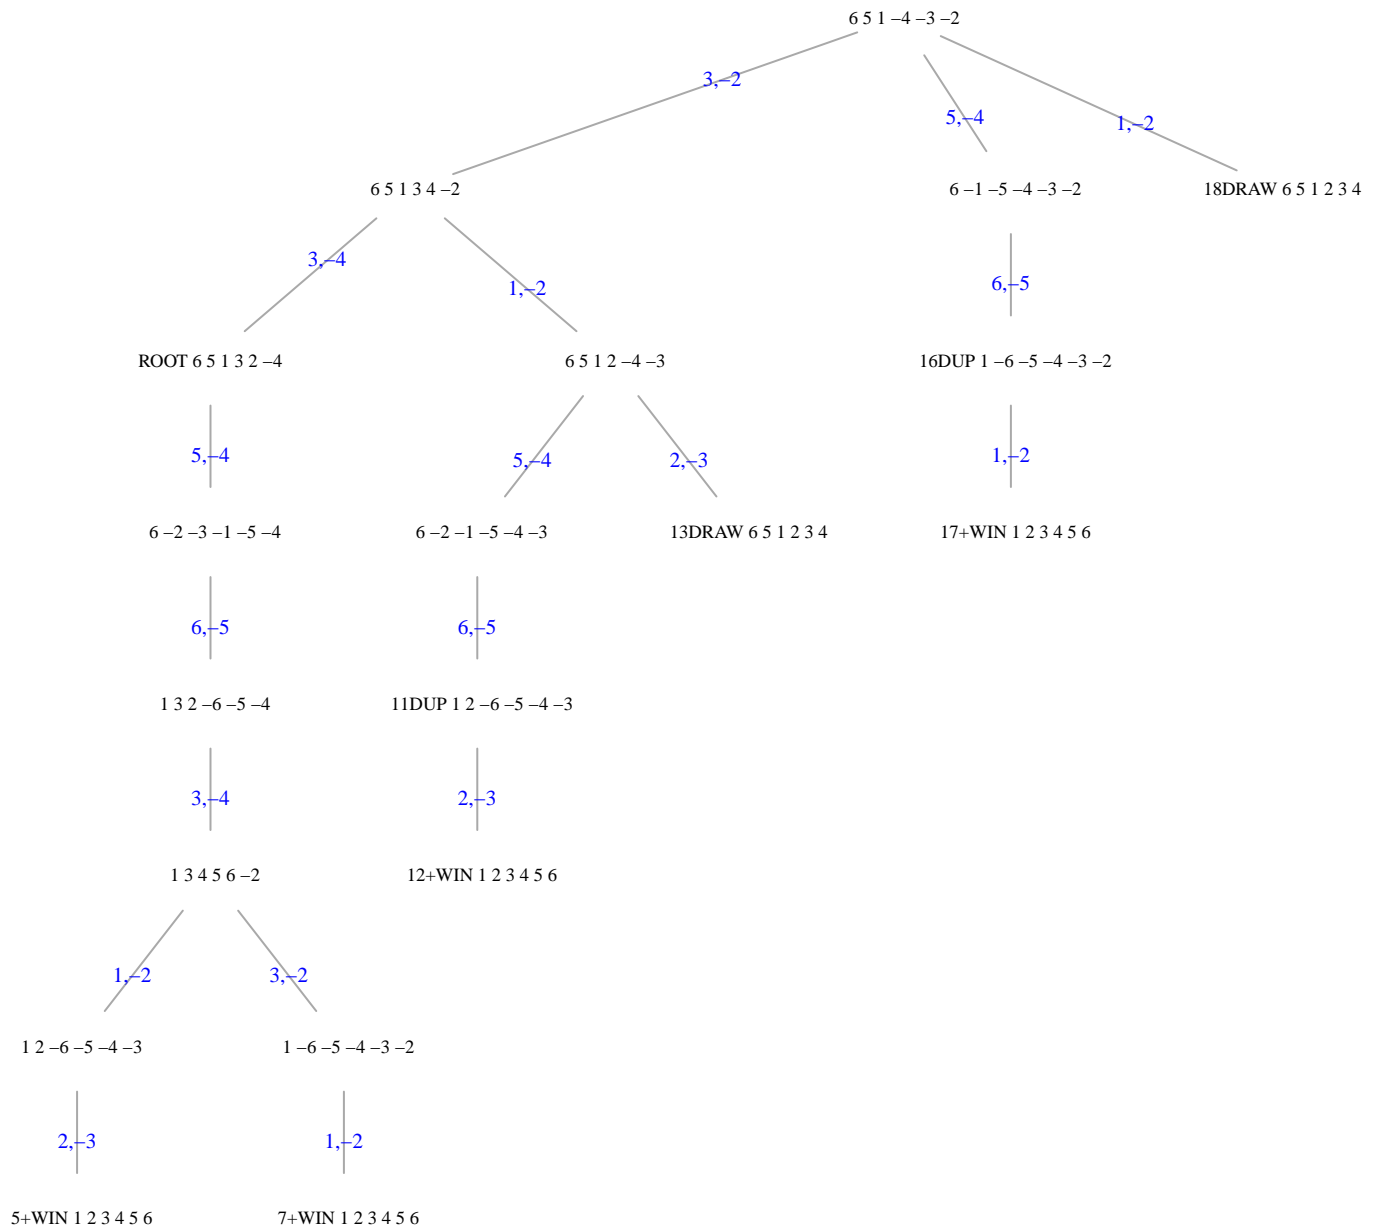 6 5 1 –4 –3 –2
3,–2
5,–4
1,–2
6 5 1 3 4 –2
6 –1 –5 –4 –3 –2
18DRAW 6 5 1 2 3 4
3,–4
1,–2
6,–5
ROOT 6 5 1 3 2 –4
6 5 1 2 –4 –3
16DUP 1 –6 –5 –4 –3 –2
5,–4
5,–4
2,–3
1,–2
6 –2 –3 –1 –5 –4
6 –2 –1 –5 –4 –3
13DRAW 6 5 1 2 3 4
17+WIN 1 2 3 4 5 6
6,–5
6,–5
1 3 2 –6 –5 –4
11DUP 1 2 –6 –5 –4 –3
3,–4
2,–3
1 3 4 5 6 –2
12+WIN 1 2 3 4 5 6
1,–2
3,–2
1 2 –6 –5 –4 –3
1 –6 –5 –4 –3 –2
2,–3
1,–2
5+WIN 1 2 3 4 5 6
7+WIN 1 2 3 4 5 6